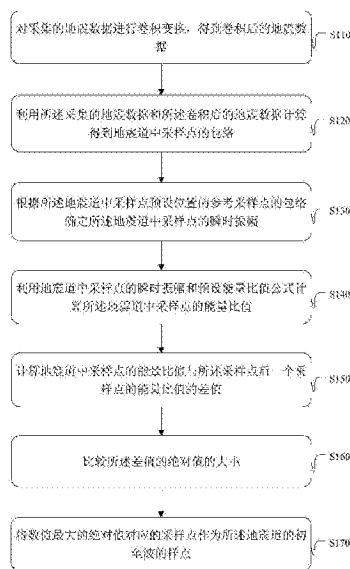 对采集的地震数据进行卷积变换，得到卷积后的地震数
据
S110
利用所述采集的地震数据和所述卷积后的地震数据计算
得到地震道中采样点的包络
S120
根据所述地震道中采样点预设位置的参考采样点的包络
确定所述地震道中采样点的瞬时振幅
S130
利用地震道中采样点的瞬时振幅和预设能量比值公式计
算所述地震道中采样点的能量比值
S140
计算地震道中采样点的能量比值与所述采样点后一个采
样点的能量比值的差值
S150
比较所述差值的绝对值的大小
S160
将数值最大的绝对值对应的采样点作为所述地震道的初
至波的样点
S170